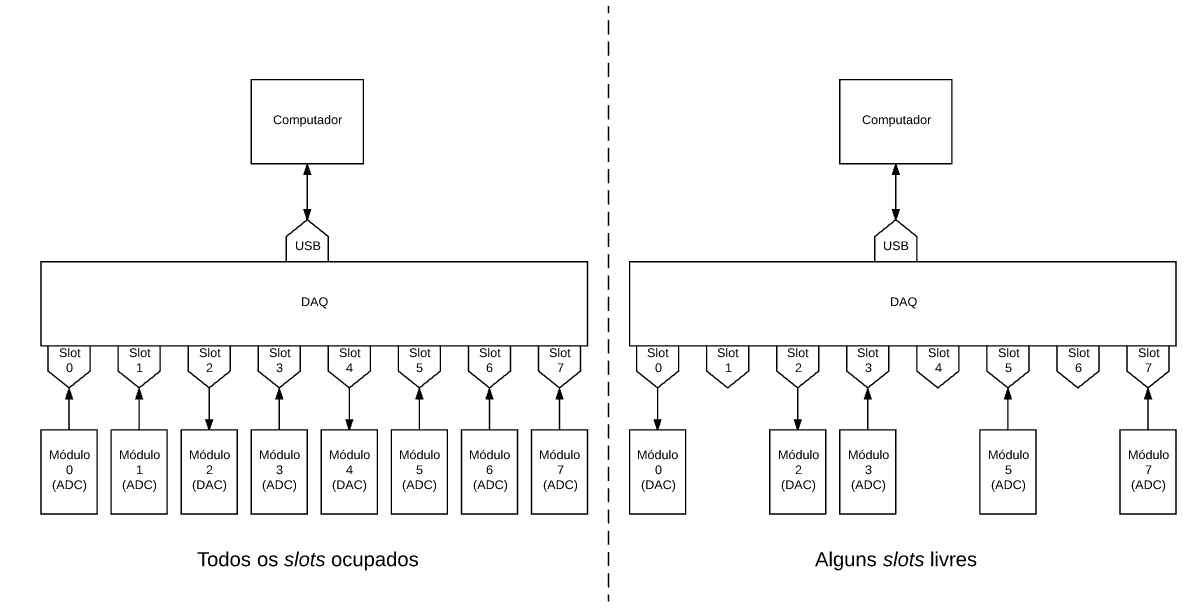 Computador
USB
DAQ
Slot
0
Slot
1
Slot
2
Slot
3
Slot
4
Slot
5
Slot
6
Slot
7
Módulo
0
(ADC)
Módulo
1
(ADC)
Módulo
2
(DAC)
Módulo
3
(ADC)
Módulo
4
(DAC)
Módulo
5
(ADC)
Módulo
6
(ADC)
Módulo
7
(ADC)
Todos os slots ocupados
Computador
USB
DAQ
Slot
0
Slot
1
Slot
2
Slot
3
Slot
4
Slot
5
Slot
6
Slot
7
Módulo
0
(DAC)
Módulo
2
(DAC)
Módulo
3
(ADC)
Módulo
5
(ADC)
Módulo
7
(ADC)
Alguns slots livres